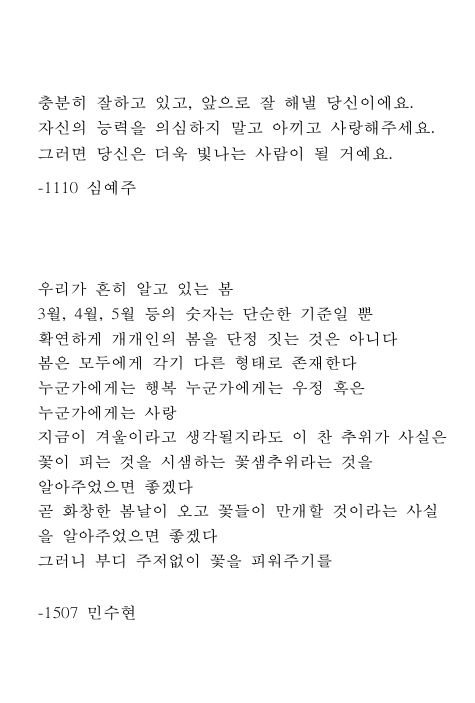 충분히 잘하고 있고, 앞으로 잘 해낼 당신이에요.
자신의 능력을 의심하지 말고 아끼고 사랑해주세요.
그러면 당신은 더욱 빛나는 사람이 될 거예요.
-1110 심예주
우리가 흔히 알고 있는 봄
3월, 4월, 5월 등의 숫자는 단순한 기준일 뿐
확연하게 개개인의 봄을 단정 짓는 것은 아니다
봄은 모두에게 각기 다른 형태로 존재한다
누군가에게는 행복 누군가에게는 우정 혹은
누군가에게는 사랑
지금이 겨울이라고 생각될지라도 이 찬 추위가 사실은
꽃이 피는 것을 시샘하는 꽃샘추위라는 것을
알아주었으면 좋겠다
곧 화창한 봄날이 오고 꽃들이 만개할 것이라는 사실
을 알아주었으면 좋겠다
그러니 부디 주저없이 꽃을 피워주기를
-1507 민수현